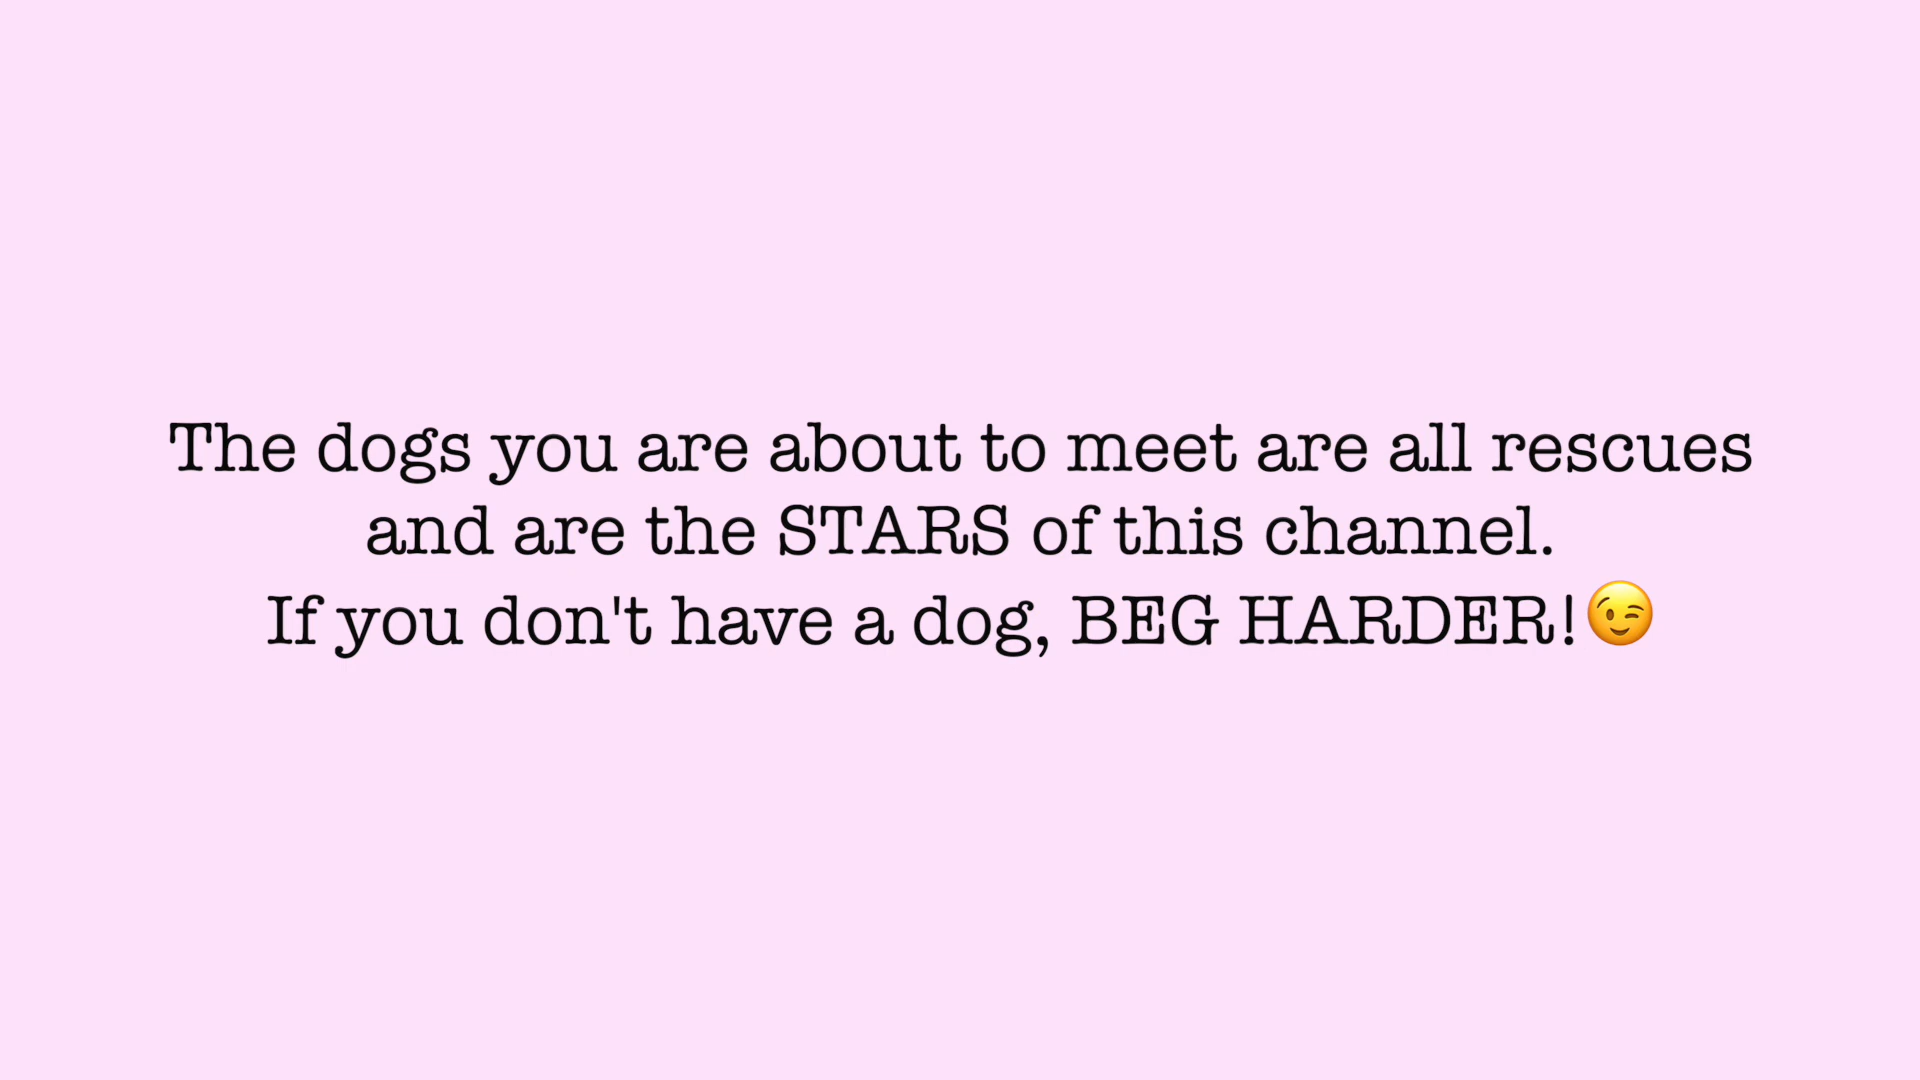 The dogs you are about to meet are all rescues
and are the STARS of this channel.
If you don't have a dog, BEG HARDER!😉